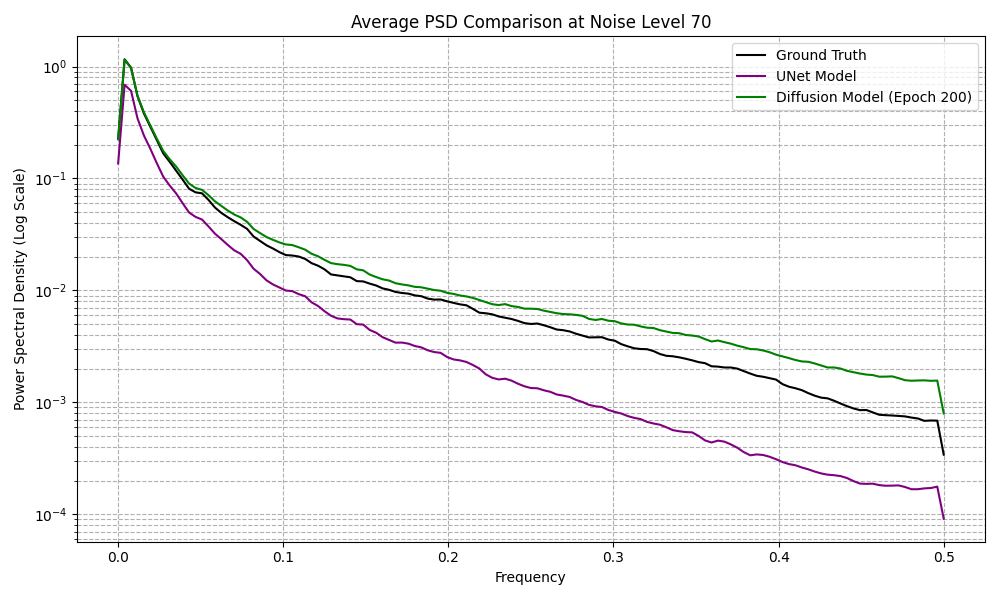 Average PSD Comparison at Noise Level 70
Ground Truth
UNet Model
Diffusion Model (Epoch 200)
Power Spectral Density (Log Scale)
10⁰
10⁻¹
10⁻²
10⁻³
10⁻⁴
0.0 0.1 0.2 0.3 0.4 0.5
Frequency